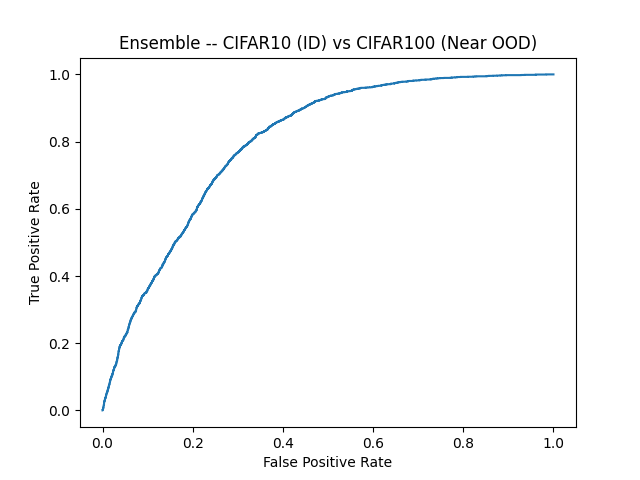 Ensemble -- CIFAR10 (ID) vs CIFAR100 (Near OOD)
1.0
0.8
0.6
0.4
0.2
0.0
True Positive Rate
0.0 0.2 0.4 0.6 0.8 1.0
False Positive Rate